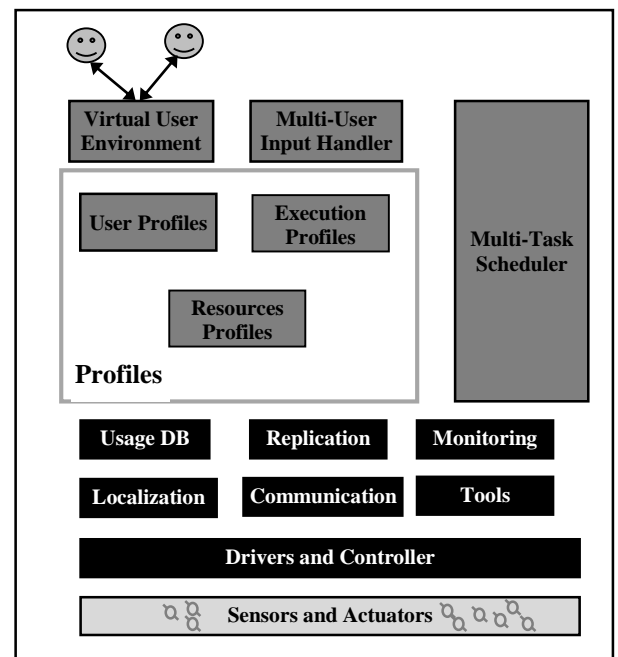 Virtual User
Environment
Multi-User
Input Handler
User Profiles
Execution
Profiles
Multi-Task
Scheduler
Resources
Profiles
Profiles
Usage DB
Replication
Monitoring
Localization
Communication
Tools
Drivers and Controller
Sensors and Actuators